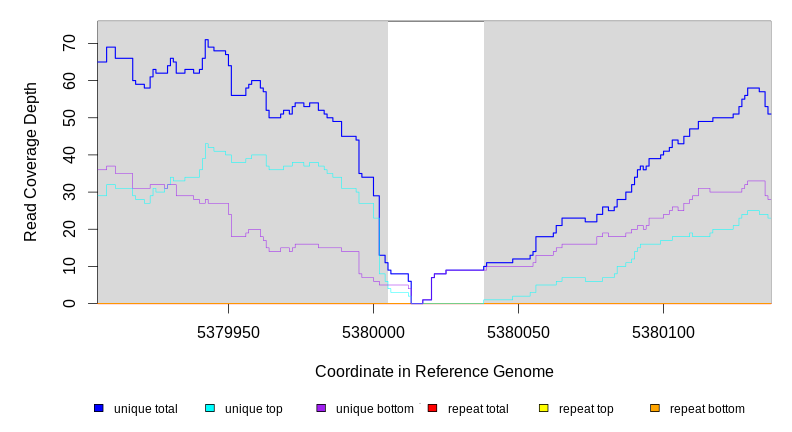 Read Coverage Depth
70
60
50
40
30
20
10
0
5379950 5380000 5380050 5380100
Coordinate in Reference Genome
unique total unique top unique bottom repeat total repeat top repeat bottom